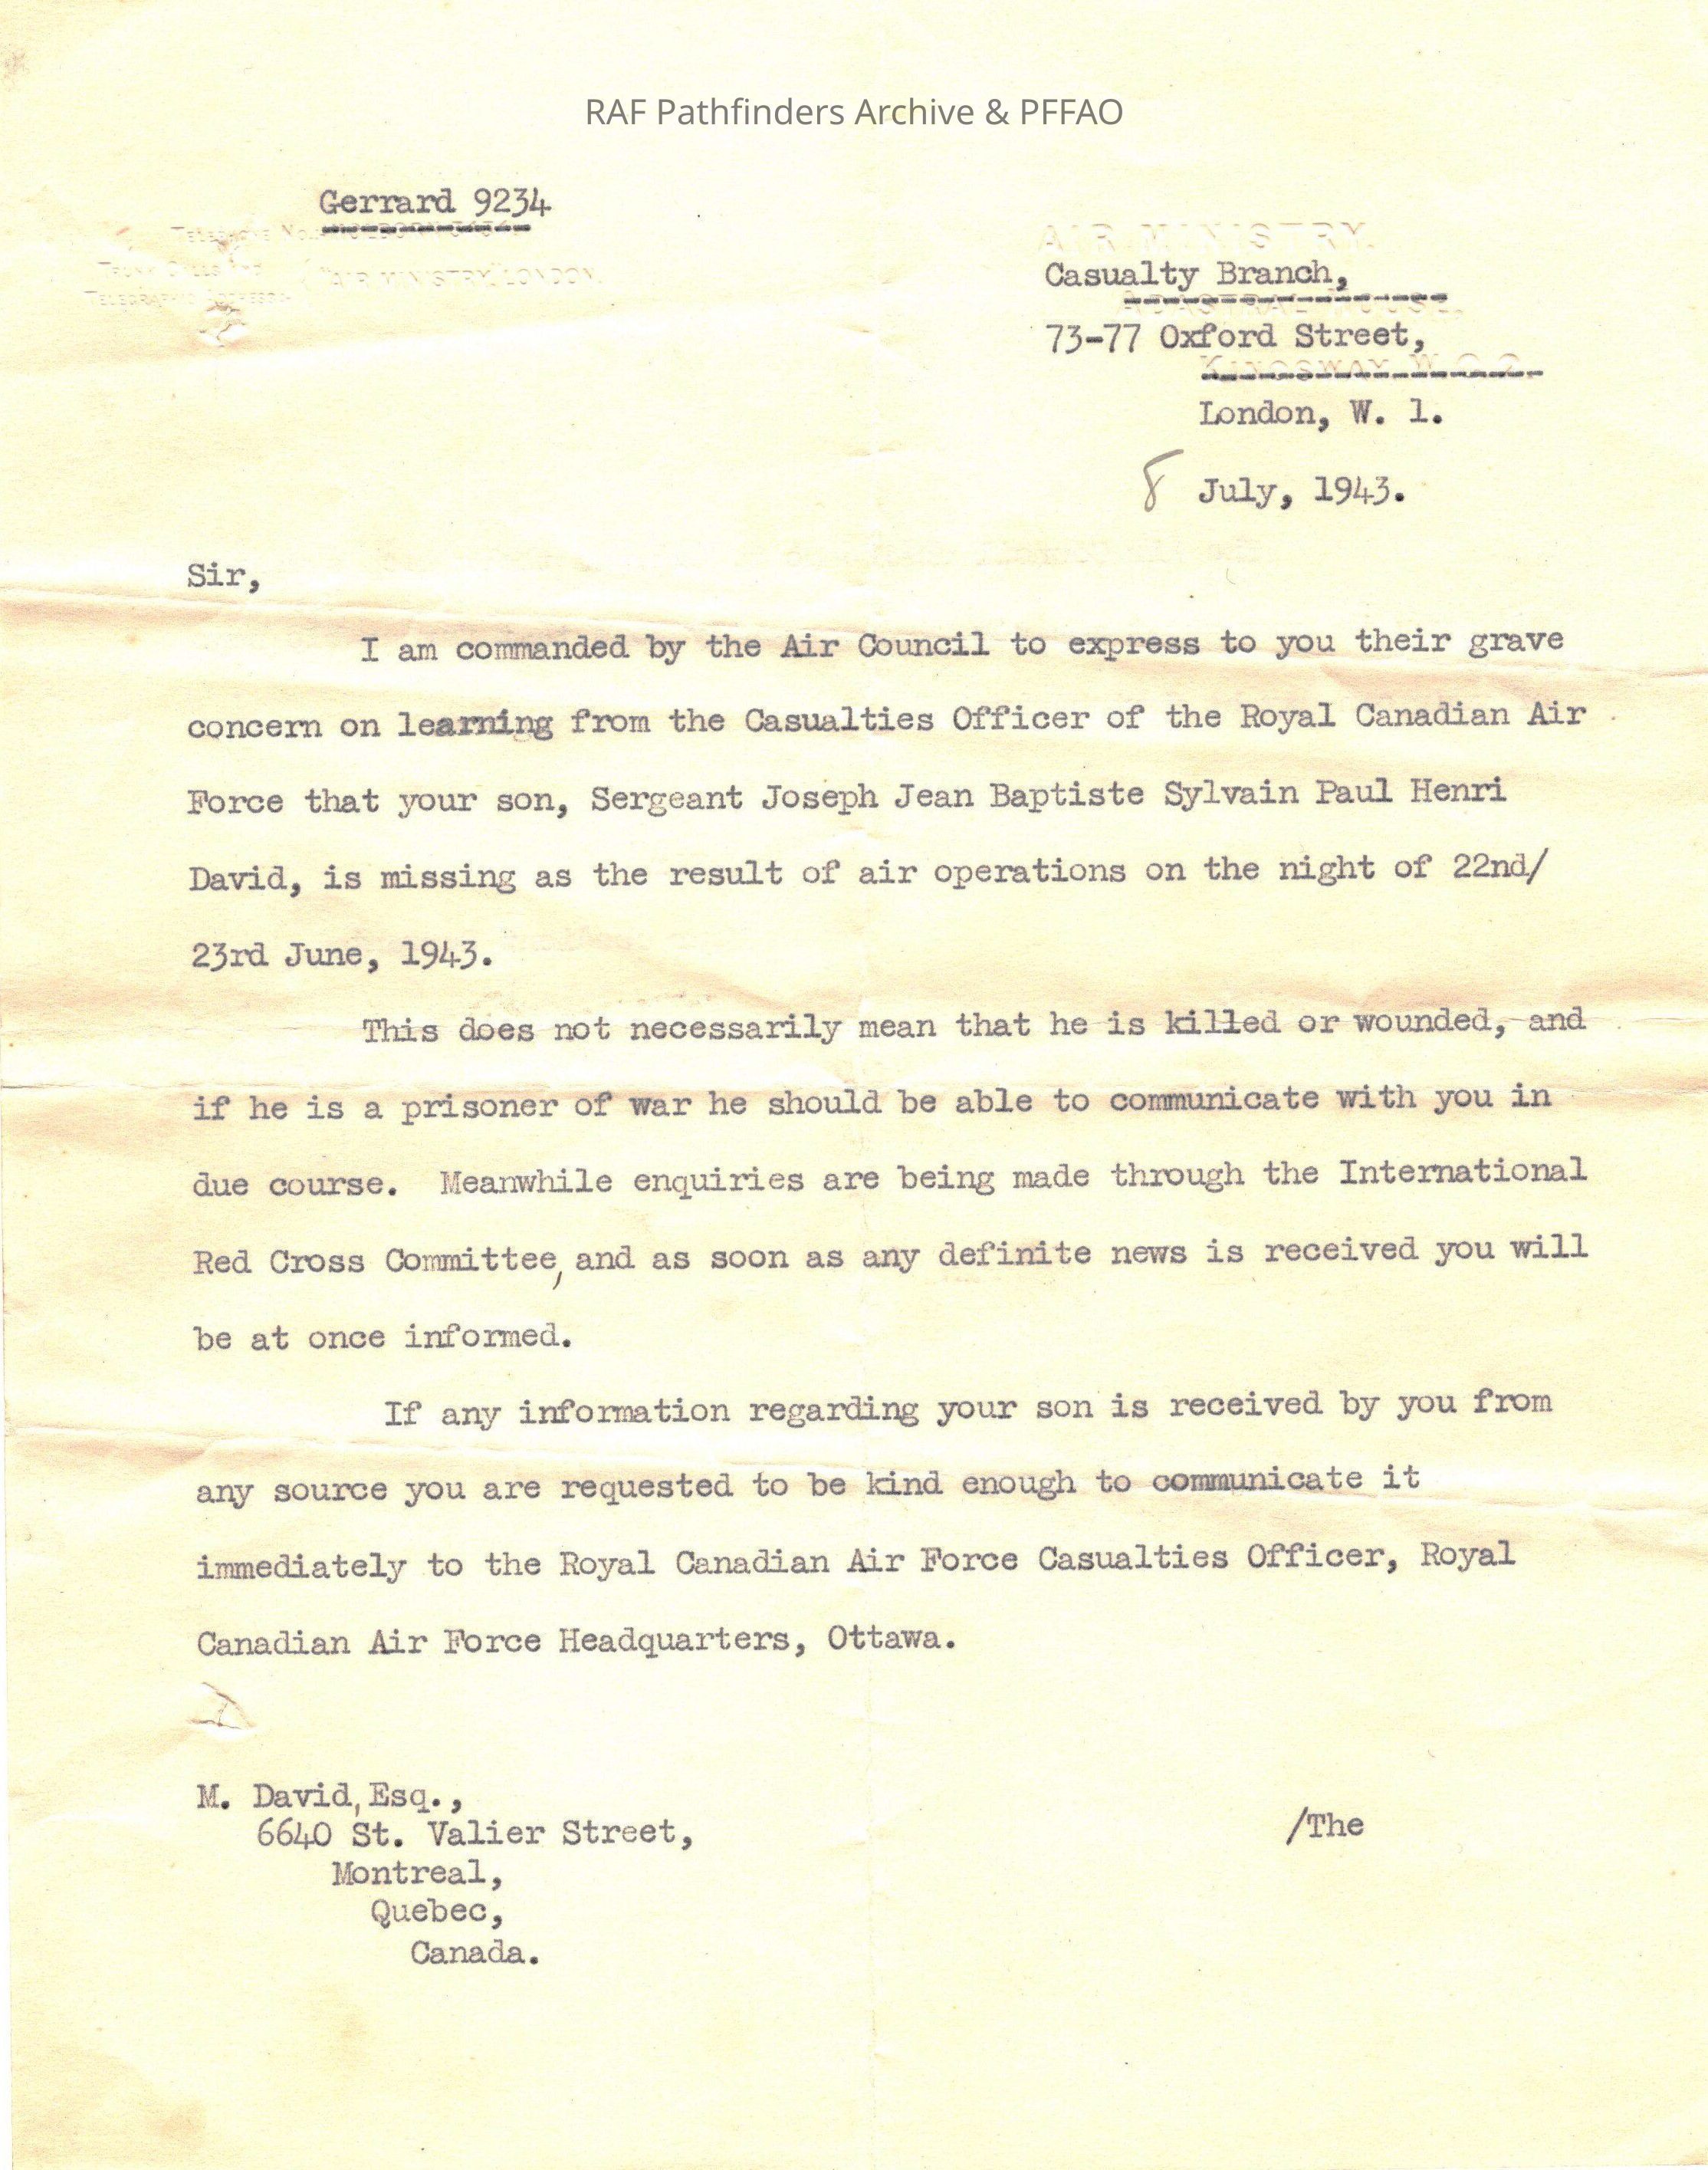 RAF Pathfinders Archive & PFFAO
Gerrard 9234
AIR MINISTRY,
"AIR MINISTRY," LONDON.
Casualty Branch,
73-77 Oxford Street,
KINGSWAY, W.C.2.
London, W. 1.
8 July, 1943.
Sir,
I am commanded by the Air Council to express to you their grave
concern on learning from the Casualties Officer of the Royal Canadian Air
Force that your son, Sergeant Joseph Jean Baptiste Sylvain Paul Henri
David, is missing as the result of air operations on the night of 22nd/
23rd June, 1943.
This does not necessarily mean that he is killed or wounded, and
if he is a prisoner of war he should be able to communicate with you in
due course. Meanwhile enquiries are being made through the International
Red Cross Committee, and as soon as any definite news is received you will
be at once informed.
If any information regarding your son is received by you from
any source you are requested to be kind enough to communicate it
immediately to the Royal Canadian Air Force Casualties Officer, Royal
Canadian Air Force Headquarters, Ottawa.
M. David, Esq.,
6640 St. Valier Street,
/The
Montreal,
Quebec,
Canada.